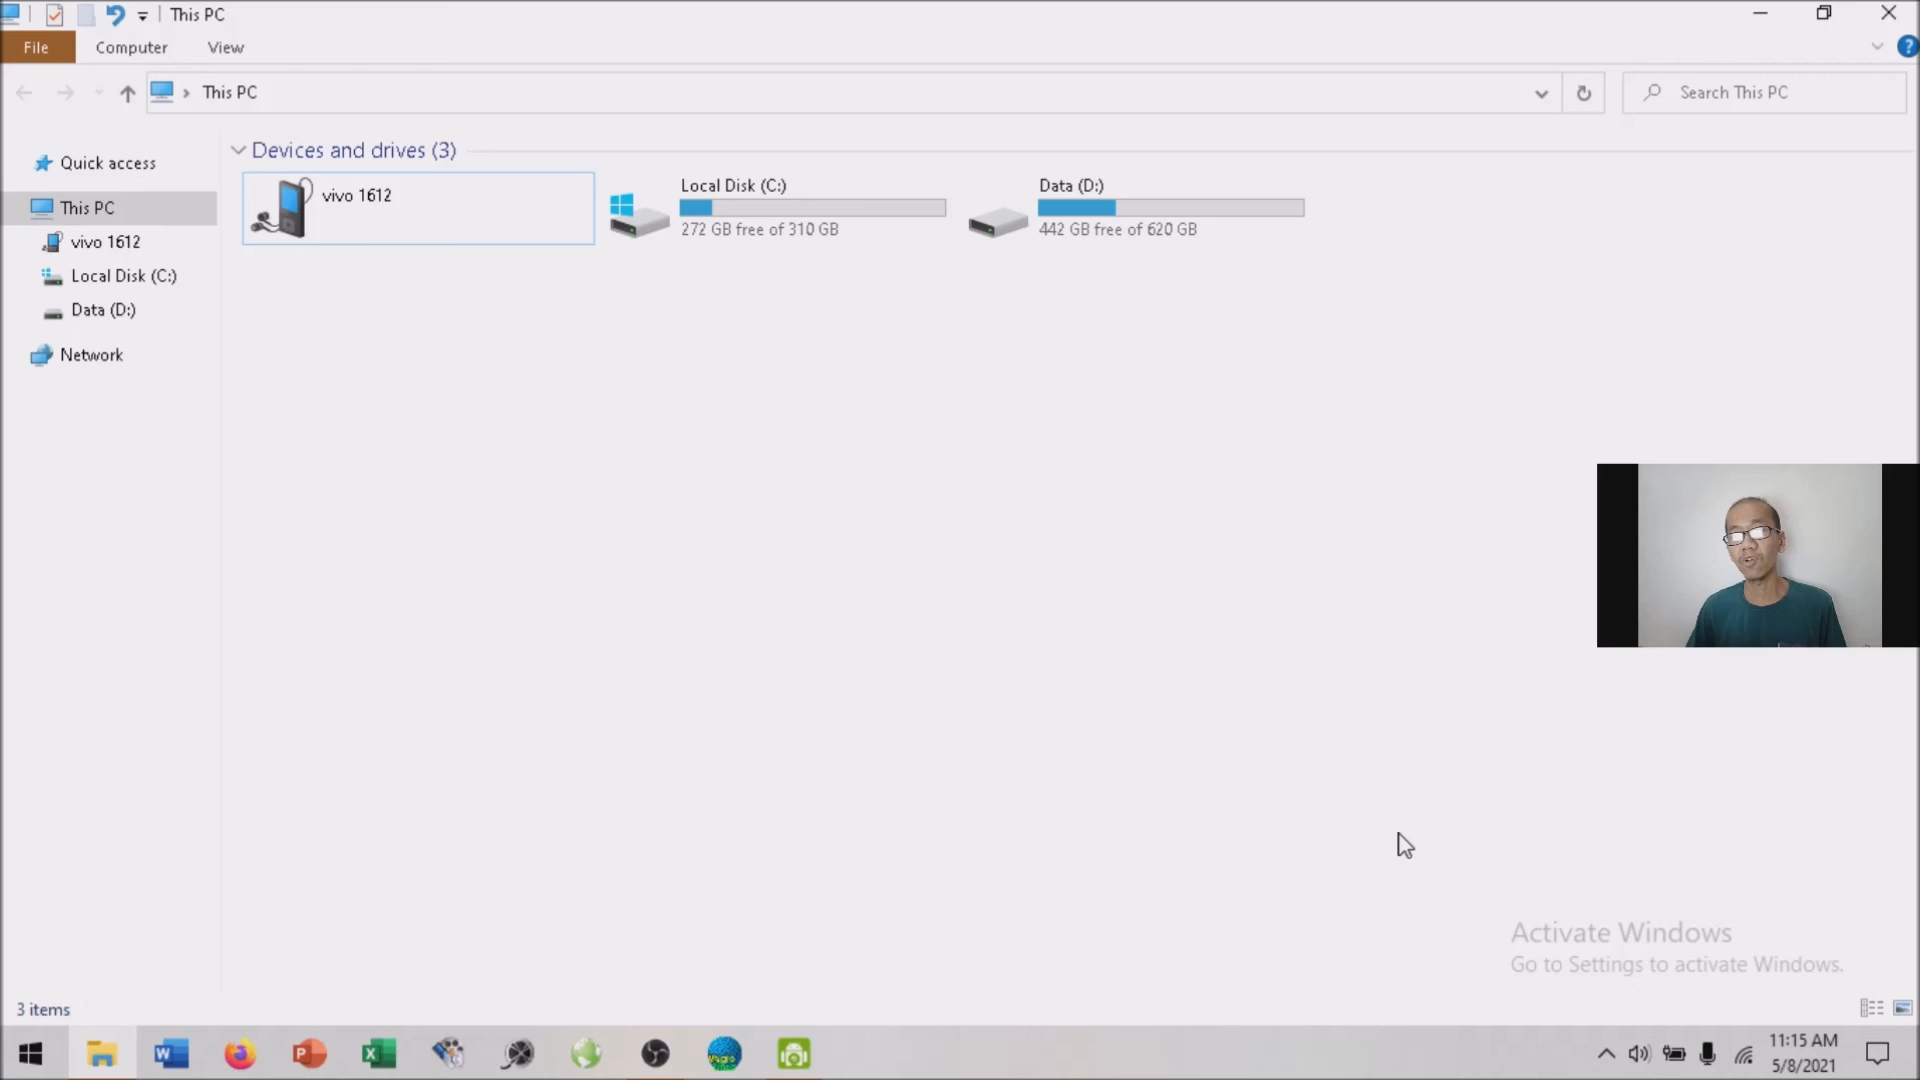 This PC
File
Computer
View
This PC
Search This PC
Quick access
This PC
vivo 1612
Local Disk (C:)
Data (D:)
Network
Devices and drives (3)
vivo 1612
Local Disk (C:)
272 GB free of 310 GB
Data (D:)
442 GB free of 620 GB
Activate Windows
Go to Settings to activate Windows.
3 items
11:15 AM
5/8/2021